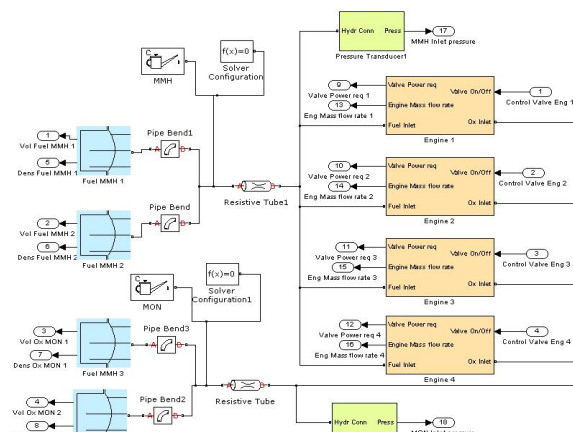 Hydr Conn Press
17
MMH Inlet pressure
Pressure Transducer1
C
MMH
f(x)=0
Solver
Configuration
9
Valve Power req 1
13
Eng Mass flow rate 1
Valve Power req
Valve On/Off
Engine Mass flow rate
Fuel Inlet
Ox Inlet
Engine 1
1
Control Valve Eng 1
1
Vol Fuel MMH 1
5
Dens Fuel MMH 1
Fuel MMH 1
Pipe Bend1
A B
A B
Resistive Tube1
10
Valve Power req 2
14
Eng Mass flow rate 2
Valve Power req
Valve On/Off
Engine Mass flow rate
Fuel Inlet
Ox Inlet
Engine 2
2
Control Valve Eng 2
2
Vol Fuel MMH 2
6
Dens Fuel MMH 2
Fuel MMH 2
Pipe Bend
A B
C
MON
f(x)=0
Solver
Configuration1
11
Valve Power req 3
15
Eng Mass flow rate 3
Valve Power req
Valve On/Off
Engine Mass flow rate
Fuel Inlet
Ox Inlet
Engine 3
3
Control Valve Eng 3
3
Vol Ox MON 1
7
Dens Ox MON 1
Fuel MMH 3
Pipe Bend3
A B
A B
Resistive Tube
12
Valve Power req 4
16
Eng Mass flow rate 4
Valve Power req
Valve On/Off
Engine Mass flow rate
Fuel Inlet
Ox Inlet
Engine 4
4
Control Valve Eng 4
4
Vol Ox MON 2
8
Pipe Bend2
A B
Hydr Conn Press
18
MON Inlet pressure